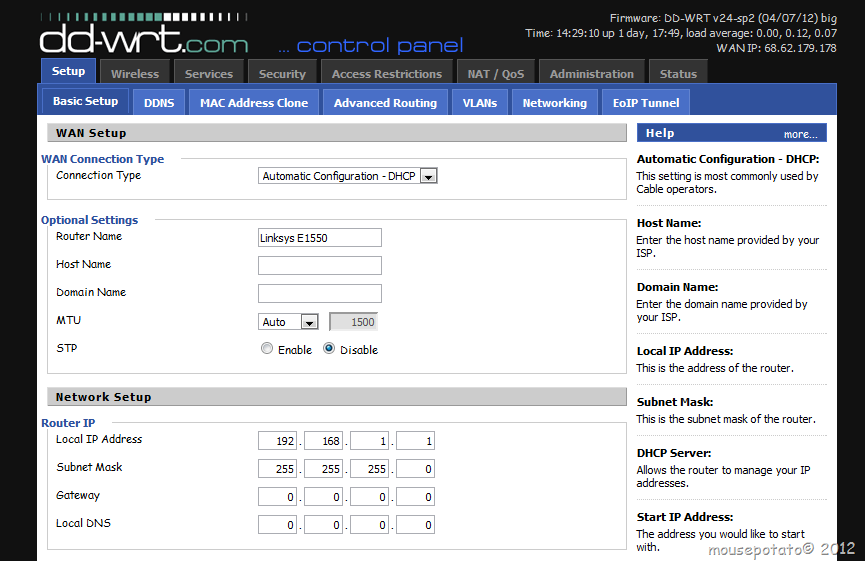 dd-wrt.com ... control panel
Firmware: DD-WRT v24-sp2 (04/07/12) big
Time: 14:29:10 up 1 day, 17:49, load average: 0.00, 0.12, 0.07
WAN IP: 68.62.179.178
Setup Wireless Services Security Access Restrictions NAT / QoS Administration Status
Basic Setup DDNS MAC Address Clone Advanced Routing VLANs Networking EoIP Tunnel
WAN Setup
WAN Connection Type
Connection Type Automatic Configuration - DHCP
Optional Settings
Router Name Linksys E1550
Host Name
Domain Name
MTU Auto 1500
STP Enable Disable
Network Setup
Router IP
Local IP Address 192 . 168 . 1 . 1
Subnet Mask 255 . 255 . 255 . 0
Gateway 0 . 0 . 0 . 0
Local DNS 0 . 0 . 0 . 0
Help more...
Automatic Configuration - DHCP:
This setting is most commonly used by
Cable operators.
Host Name:
Enter the host name provided by your
ISP.
Domain Name:
Enter the domain name provided by
your ISP.
Local IP Address:
This is the address of the router.
Subnet Mask:
This is the subnet mask of the router.
DHCP Server:
Allows the router to manage your IP
addresses.
Start IP Address:
The address you would like to start
with.
mousepotato© 2012